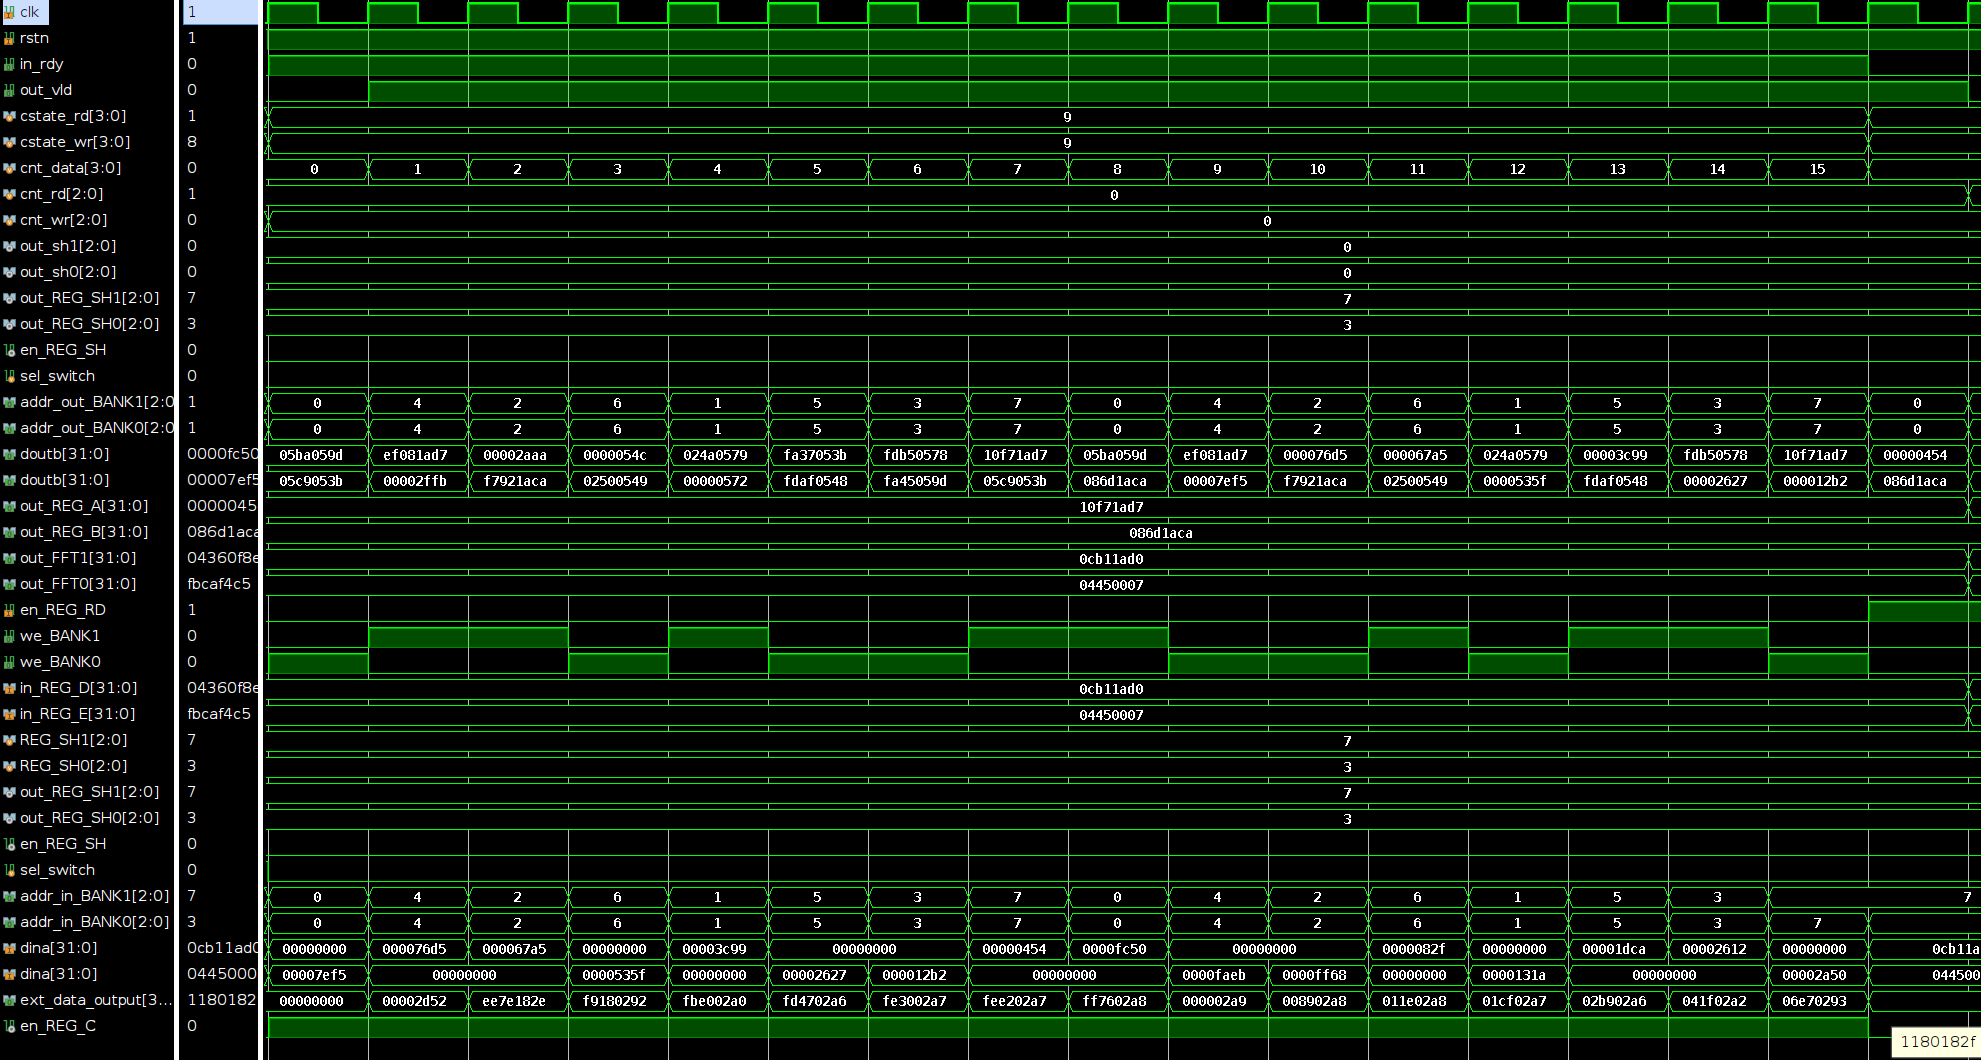 clk 1
rstn 1
in_rdy 0
out_vld 0
cstate_rd[3:0] 1 9
cstate_wr[3:0] 8 9
cnt_data[3:0] 0 0 1 2 3 4 5 6 7 8 9 10 11 12 13 14 15
cnt_rd[2:0] 1 0
cnt_wr[2:0] 0 0
out_sh1[2:0] 0 0
out_sh0[2:0] 0 0
out_REG_SH1[2:0] 7 7
out_REG_SH0[2:0] 3 3
en_REG_SH 0
sel_switch 0
addr_out_BANK1[2:0 1 0 4 2 6 1 5 3 7 0 4 2 6 1 5 3 7 0
addr_out_BANK0[2:0 1 0 4 2 6 1 5 3 7 0 4 2 6 1 5 3 7 0
doutb[31:0] 0000fc50 05ba059d ef081ad7 00002aaa 0000054c 024a0579 fa37053b fdb50578 10f71ad7 05ba059d ef081ad7 000076d5 000067a5 024a0579 00003c99 fdb50578 10f71ad7 00000454
doutb[31:0] 00007ef5 05c9053b 00002ffb f7921aca 02500549 00000572 fdaf0548 fa45059d 05c9053b 086d1aca 00007ef5 f7921aca 02500549 0000535f fdaf0548 00002627 000012b2 086d1aca
out_REG_A[31:0] 0000045 10f71ad7
out_REG_B[31:0] 086d1aca 086d1aca
out_FFT1[31:0] 04360f8e 0cb11ad0
out_FFT0[31:0] fbcaf4c5 04450007
en_REG_RD 1
we_BANK1 0
we_BANK0 0
in_REG_D[31:0] 04360f8e 0cb11ad0
in_REG_E[31:0] fbcaf4c5 04450007
REG_SH1[2:0] 7 7
REG_SH0[2:0] 3 3
out_REG_SH1[2:0] 7 7
out_REG_SH0[2:0] 3 3
en_REG_SH 0
sel_switch 0
addr_in_BANK1[2:0] 7 0 4 2 6 1 5 3 7 0 4 2 6 1 5 3 7
addr_in_BANK0[2:0] 3 0 4 2 6 1 5 3 7 0 4 2 6 1 5 3 7
dina[31:0] 0cb11ad0 00000000 000076d5 000067a5 00000000 00003c99 00000000 00000454 0000fc50 00000000 0000082f 00000000 00001dca 00002612 00000000 0cb11a
dina[31:0] 0445000 00007ef5 00000000 0000535f 00000000 00002627 000012b2 00000000 0000faeb 0000ff68 00000000 0000131a 00000000 00002a50 044500
ext_data_output[3... 1180182 00000000 00002d52 ee7e182e f9180292 fbe002a0 fd4702a6 fe3002a7 fee202a7 ff7602a8 000002a9 008902a8 011e02a8 01cf02a7 02b902a6 041f02a2 06e70293
en_REG_C 0
1180182f